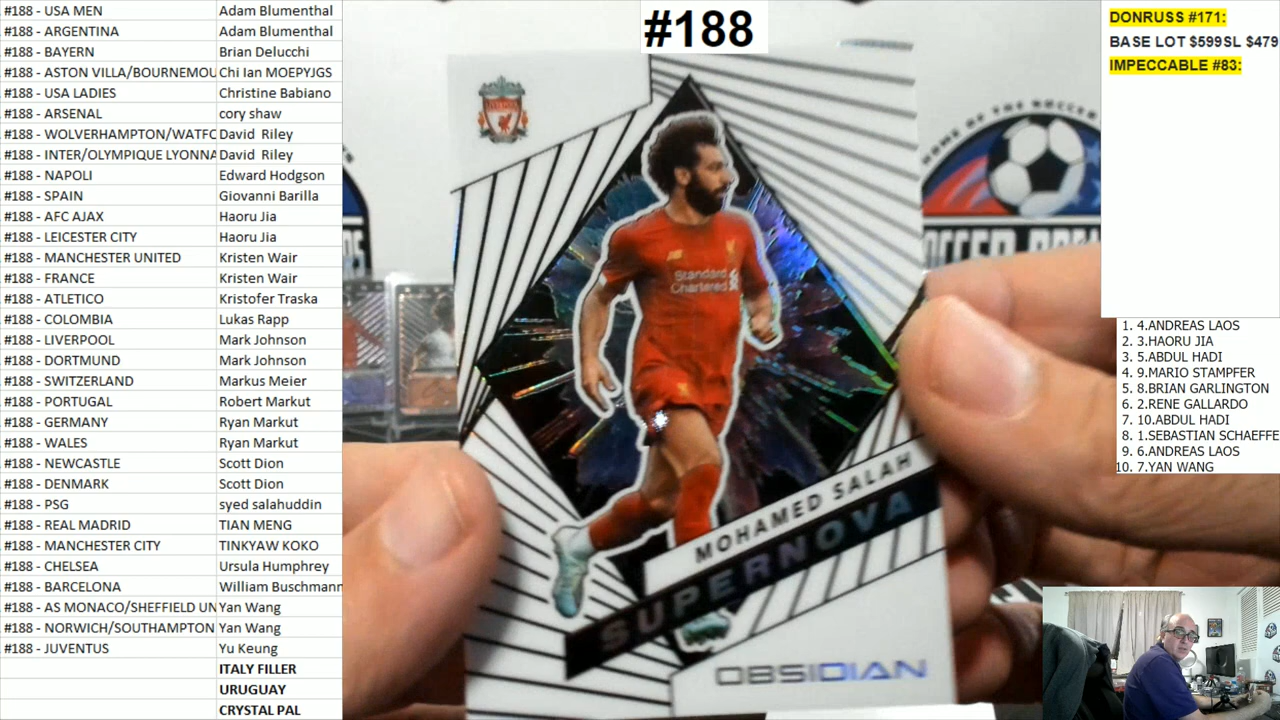 #188 - USA MEN Adam Blumenthal
#188 - ARGENTINA Adam Blumenthal
#188 - BAYERN Brian Delucchi
#188 - ASTON VILLA/BOURNEMOU Chi Ian MOEPYJGS
#188 - USA LADIES Christine Babiano
#188 - ARSENAL cory shaw
#188 - WOLVERHAMPTON/WATFC David Riley
#188 - INTER/OLYMPIQUE LYONNA David Riley
#188 - NAPOLI Edward Hodgson
#188 - SPAIN Giovanni Barilla
#188 - AFC AJAX Haoru Jia
#188 - LEICESTER CITY Haoru Jia
#188 - MANCHESTER UNITED Kristen Wair
#188 - FRANCE Kristen Wair
#188 - ATLETICO Kristofer Traska
#188 - COLOMBIA Lukas Rapp
#188 - LIVERPOOL Mark Johnson
#188 - DORTMUND Mark Johnson
#188 - SWITZERLAND Markus Meier
#188 - PORTUGAL Robert Markut
#188 - GERMANY Ryan Markut
#188 - WALES Ryan Markut
#188 - NEWCASTLE Scott Dion
#188 - DENMARK Scott Dion
#188 - PSG syed salahuddin
#188 - REAL MADRID TIAN MENG
#188 - MANCHESTER CITY TINKYAW KOKO
#188 - CHELSEA Ursula Humphrey
#188 - BARCELONA William Buschmann
#188 - AS MONACO/SHEFFIELD UN Yan Wang
#188 - NORWICH/SOUTHAMPTON Yan Wang
#188 - JUVENTUS Yu Keung
ITALY FILLER
URUGUAY
CRYSTAL PAL
#188
HOME OF THE SOCCER
Standard
Chartered
MOHAMED SALAH
SUPERNOVA
OBSIDIAN
DONRUSS #171:
BASE LOT $599SL $479
IMPECCABLE #83:
1. 4.ANDREAS LAOS
2. 3.HAORU JIA
3. 5.ABDUL HADI
4. 9.MARIO STAMPFER
5. 8.BRIAN GARLINGTON
6. 2.RENE GALLARDO
7. 10.ABDUL HADI
8. 1.SEBASTIAN SCHAEFFE
9. 6.ANDREAS LAOS
10. 7.YAN WANG